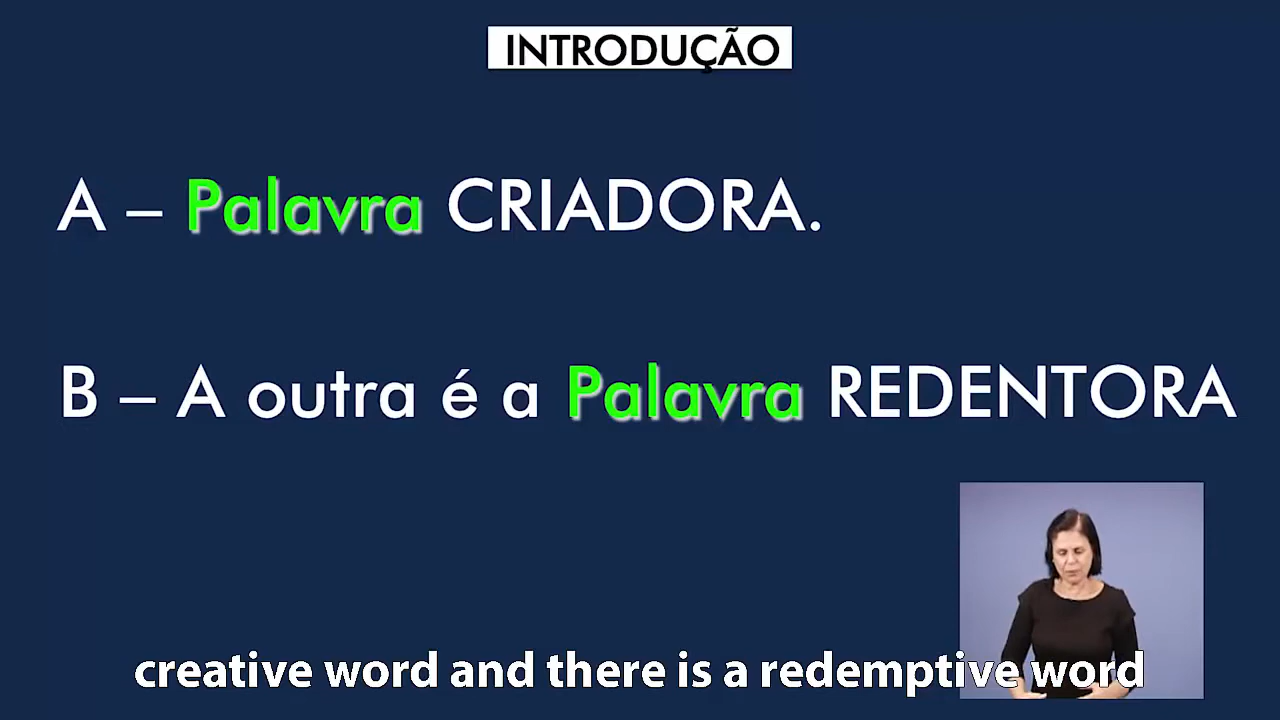 INTRODUÇÃO
A – Palavra CRIADORA.
B – A outra é a Palavra REDENTORA
creative word and there is a redemptive word